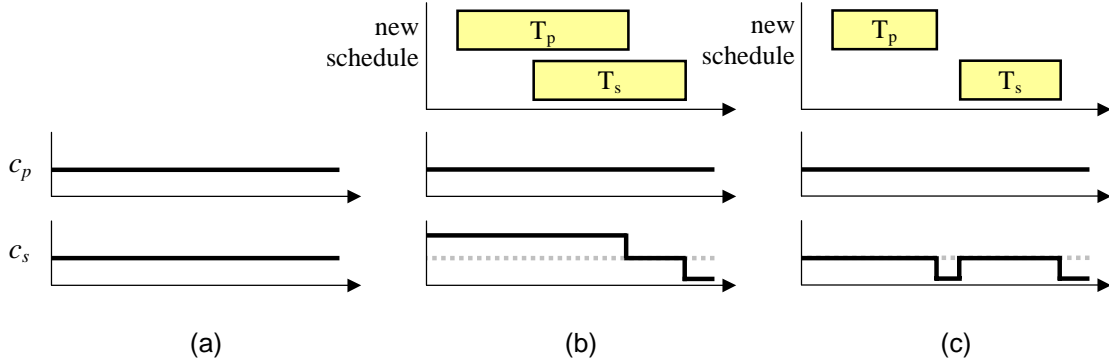 new
schedule
T_p
T_s
new
schedule
T_p
T_s
c_p
c_s
(a)
(b)
(c)